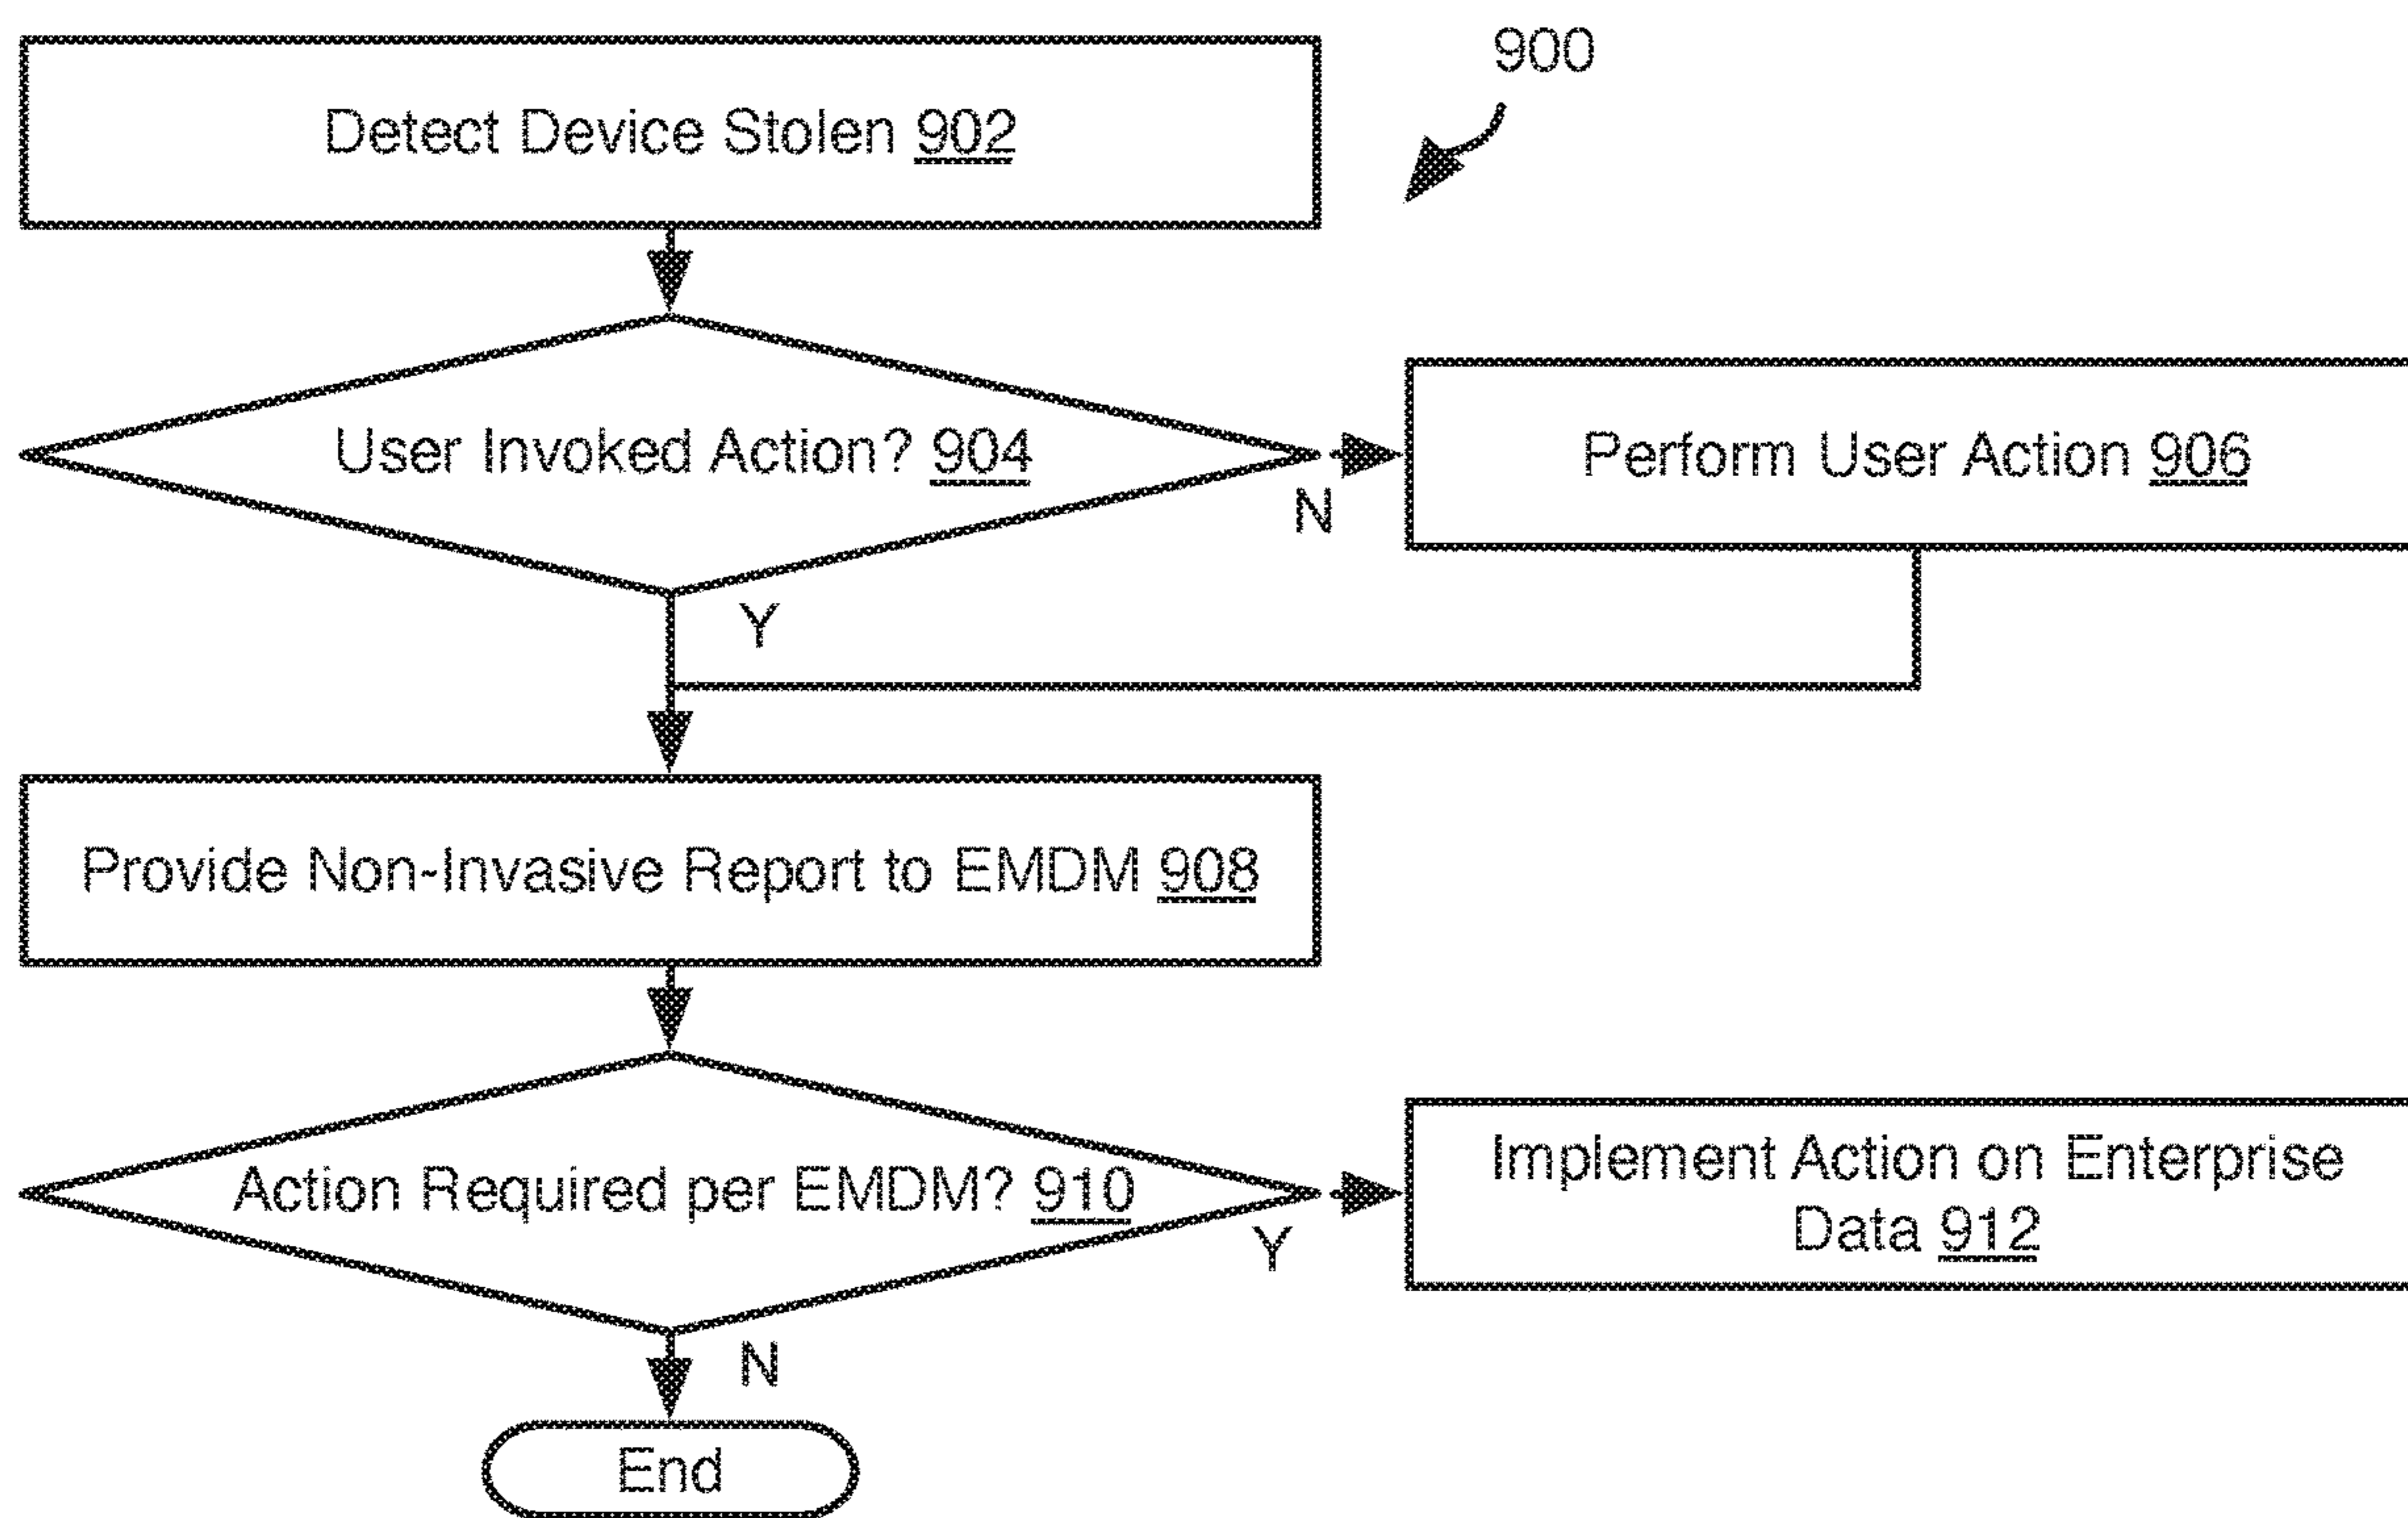 900
Detect Device Stolen 902
User Invoked Action? 904
N
Perform User Action 906
Y
Provide Non-Invasive Report to EMDM 908
Action Required per EMDM? 910
Y
Implement Action on Enterprise
Data 912
N
End